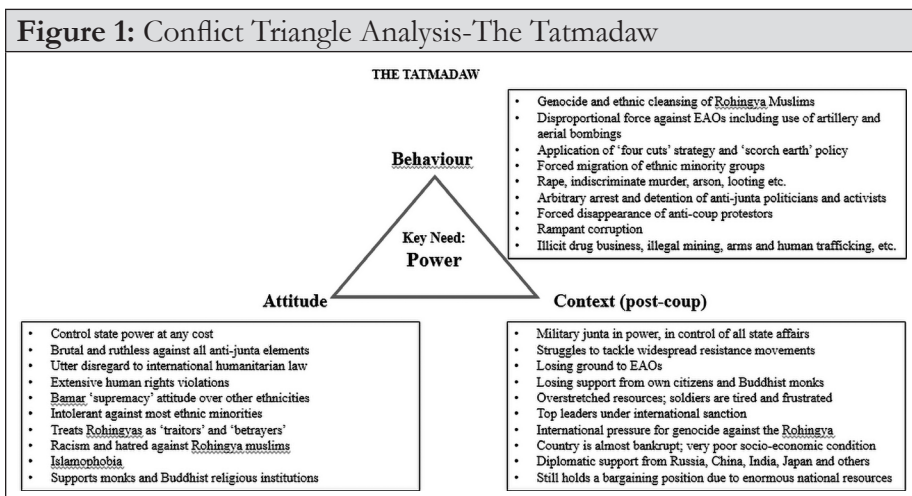 Figure 1: Conflict Triangle Analysis-The Tatmadaw
THE TATMADAW
• Genocide and ethnic cleansing of Rohingya Muslims
• Disproportional force against EAOs including use of artillery and
aerial bombings
• Application of 'four cuts' strategy and 'scorch earth' policy
• Forced migration of ethnic minority groups
• Rape, indiscriminate murder, arson, looting etc.
• Arbitrary arrest and detention of anti-junta politicians and activists
• Forced disappearance of anti-coup protestors
• Rampant corruption
• Illicit drug business, illegal mining, arms and human trafficking, etc.
Behaviour
Key Need:
Power
Attitude
Context (post-coup)
• Control state power at any cost
• Brutal and ruthless against all anti-junta elements
• Utter disregard to international humanitarian law
• Extensive human rights violations
• Bamar 'supremacy' attitude over other ethnicities
• Intolerant against most ethnic minorities
• Treats Rohingyas as 'traitors' and 'betrayers'
• Racism and hatred against Rohingya muslims
• Islamophobia
• Supports monks and Buddhist religious institutions
• Military junta in power, in control of all state affairs
• Struggles to tackle widespread resistance movements
• Losing ground to EAOs
• Losing support from own citizens and Buddhist monks
• Overstretched resources; soldiers are tired and frustrated
• Top leaders under international sanction
• International pressure for genocide against the Rohingya
• Country is almost bankrupt; very poor socio-economic condition
• Diplomatic support from Russia, China, India, Japan and others
• Still holds a bargaining position due to enormous national resources